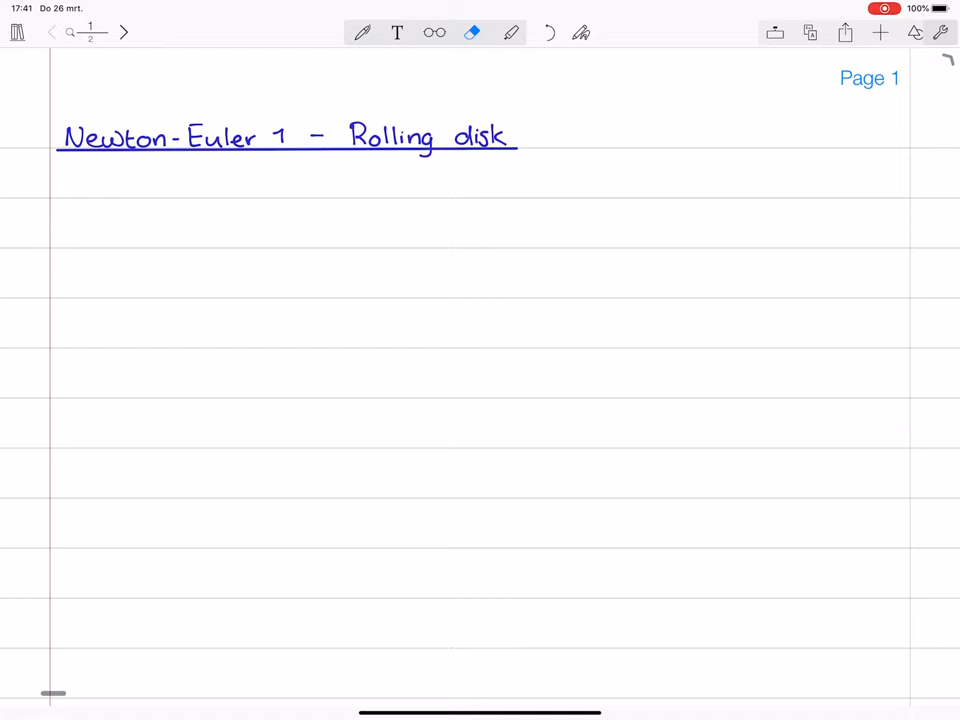 17:41 Do 26 mrt. 100%
1
2
T
A
Page 1
Newton-Euler 1 - Rolling disk